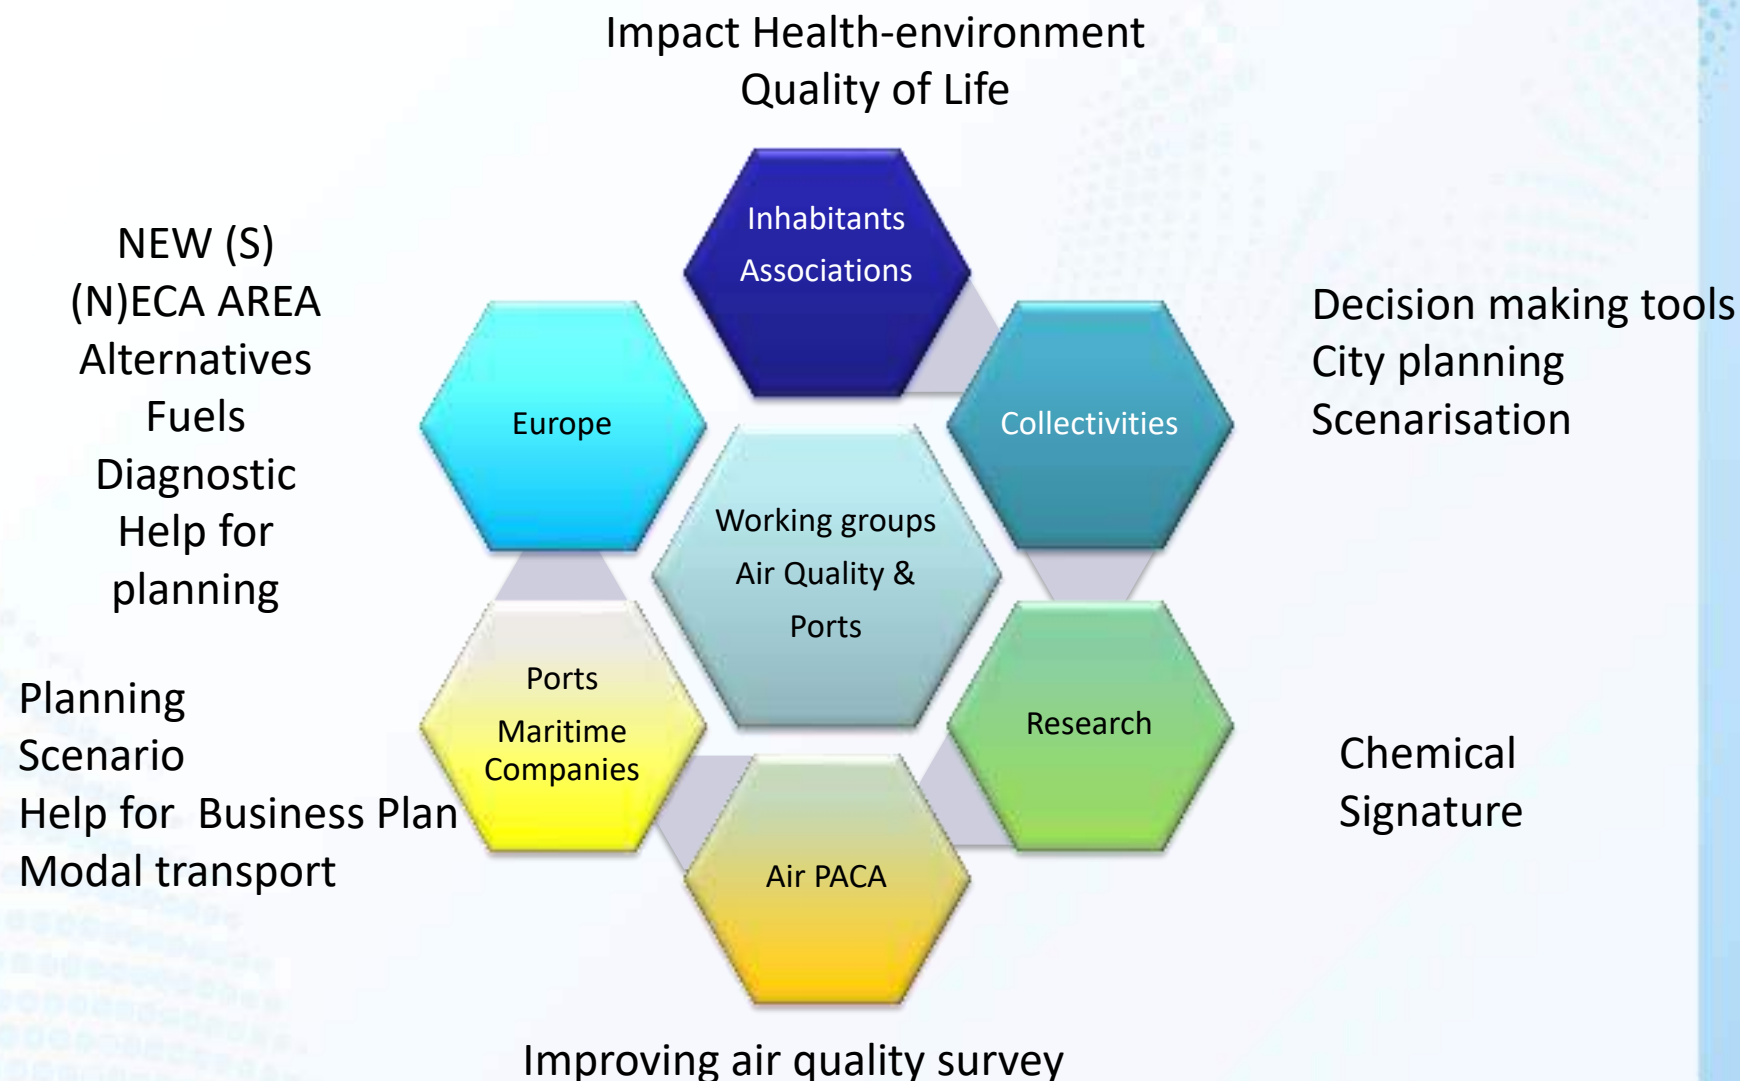 Impact Health-environment
Quality of Life
Inhabitants
Associations
NEW (S)
(N)ECA AREA
Alternatives
Fuels
Diagnostic
Help for
planning
Europe
Collectivities
Decision making tools
City planning
Scenarisation
Working groups
Air Quality &
Ports
Planning
Scenario
Help for  Business Plan
Modal transport
Ports
Maritime
Companies
Research
Chemical
Signature
Air PACA
Improving air quality survey